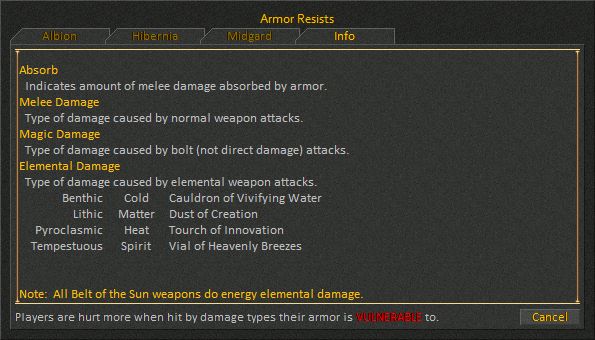 Armor Resists
Albion Hibernia Midgard Info
Absorb
Indicates amount of melee damage absorbed by armor.
Melee Damage
Type of damage caused by normal weapon attacks.
Magic Damage
Type of damage caused by bolt (not direct damage) attacks.
Elemental Damage
Type of damage caused by elemental weapon attacks.
Benthic Cold Cauldron of Vivifying Water
Lithic Matter Dust of Creation
Pyroclasmic Heat Tourch of Innovation
Tempestuous Spirit Vial of Heavenly Breezes
Note: All Belt of the Sun weapons do energy elemental damage.
Players are hurt more when hit by damage types their armor is VULNERABLE to. Cancel